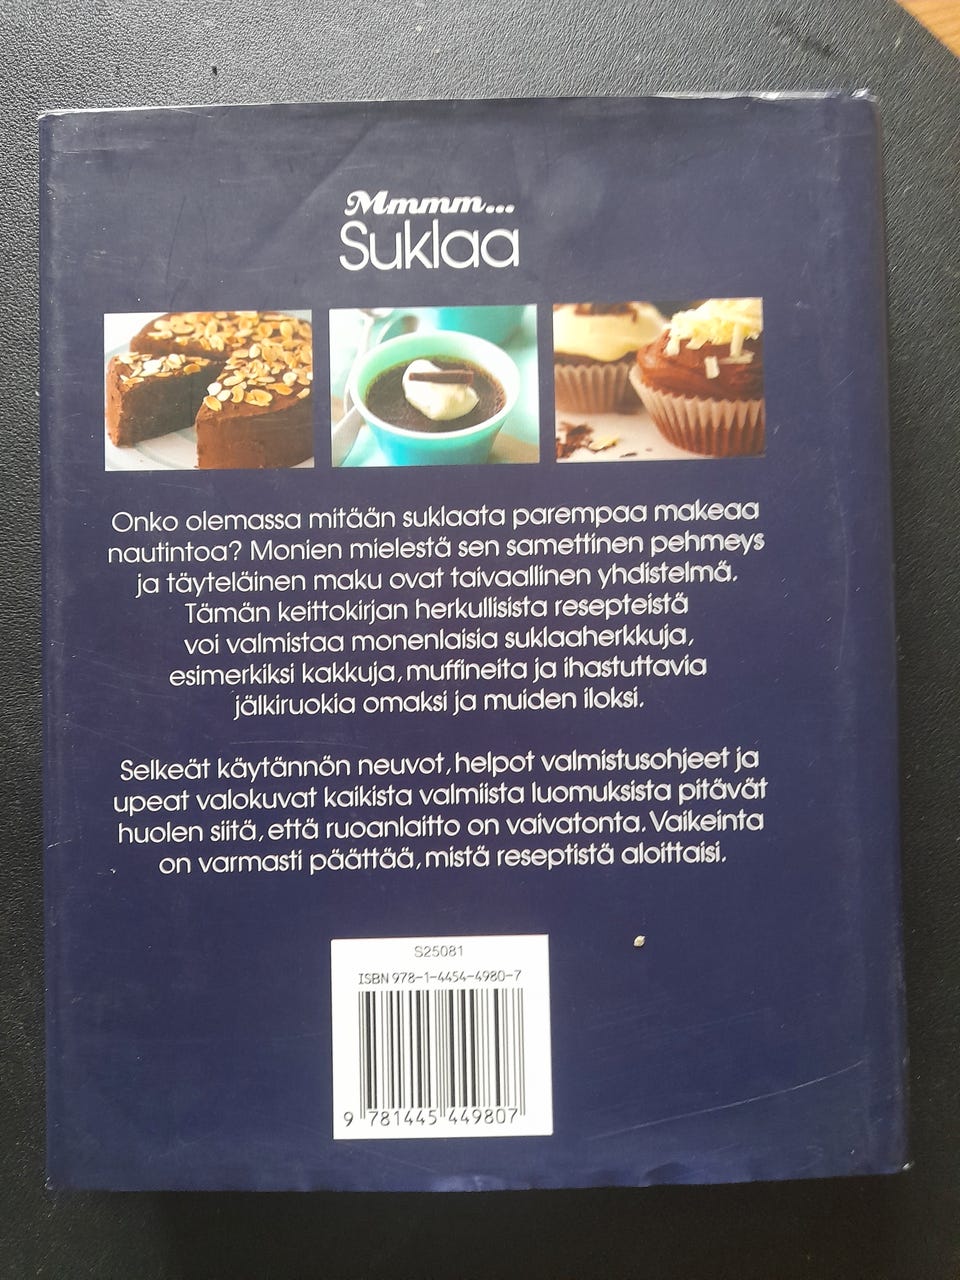 Mmmm...
Suklaa
Onko olemassa mitään suklaata parempaa makeaa
nautintoa? Monien mielestä sen samettinen pehmeys
ja täyteläinen maku ovat taivaallinen yhdistelmä.
Tämän keittokirjan herkullisista resepteistä
voi valmistaa monenlaisia suklaaherkkuja,
esimerkiksi kakkuja, muffineita ja ihastuttavia
jälkiruokia omaksi ja muiden iloksi.
Selkeät käytännön neuvot, helpot valmistusohjeet ja
upeat valokuvat kaikista valmiista luomuksista pitävät
huolen siitä, että ruoanlaitto on vaivatonta. Vaikeinta
on varmasti päättää, mistä reseptistä aloittaisi.
S25081
ISBN 978-1-4454-4980-7
9 781445 449807